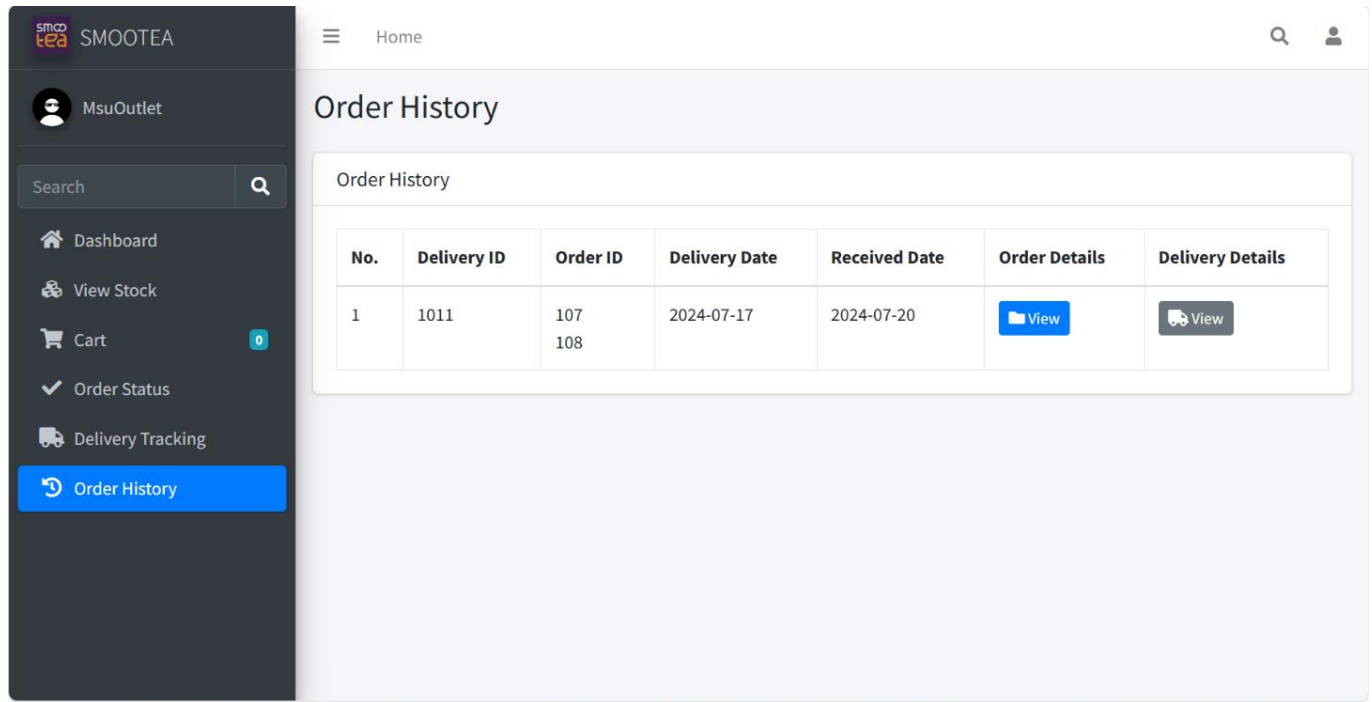 smoo
tea
SMOOTEA
Home
MsuOutlet
Search
Dashboard
View Stock
Cart 0
Order Status
Delivery Tracking
Order History
Order History
Order History
No. Delivery ID Order ID Delivery Date Received Date Order Details Delivery Details
1 1011 107 2024-07-17 2024-07-20 View View
108